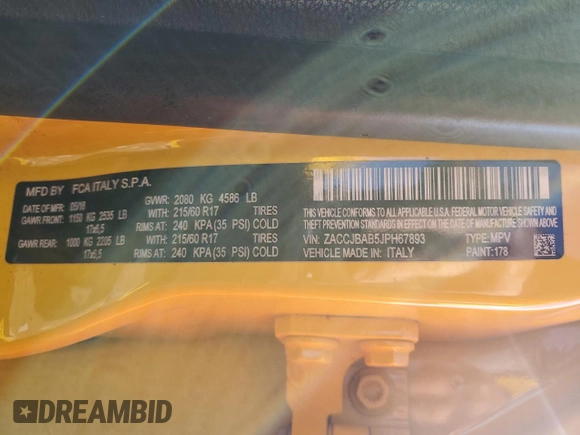 MFD BY FCA ITALY S.P.A.
DATE OF MFR: 05/18 GVWR: 2080 KG 4586 LB
GAWR FRONT: 1150 KG 2535 LB WITH: 215/60 R17 TIRES
17x6,5 RIMS AT: 240 KPA (35 PSI) COLD
GAWR REAR: 1000 KG 2205 LB WITH: 215/60 R17 TIRES
17x6,5 RIMS AT: 240 KPA (35 PSI) COLD
THIS VEHICLE CONFORMS TO ALL APPLICABLE U.S.A. FEDERAL MOTOR VEHICLE SAFETY, BUMPER AND
THEFT PREVENTION STANDARDS IN EFFECT ON THE DATE OF MANUFACTURE SHOWN ABOVE
VIN: ZACCJBAB5JPH67893 TYPE: MPV
VEHICLE MADE IN: ITALY PAINT: 178
DREAMBID